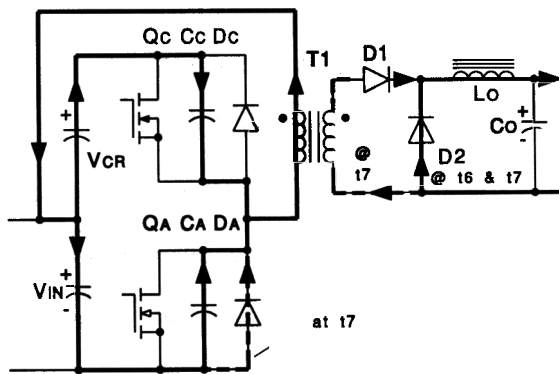 QC CC DC
T1
D1
+
VCR
LO
+
CO
-
D2
@
t7
@ t6 & t7
QA CA DA
+
VIN
-
at t7